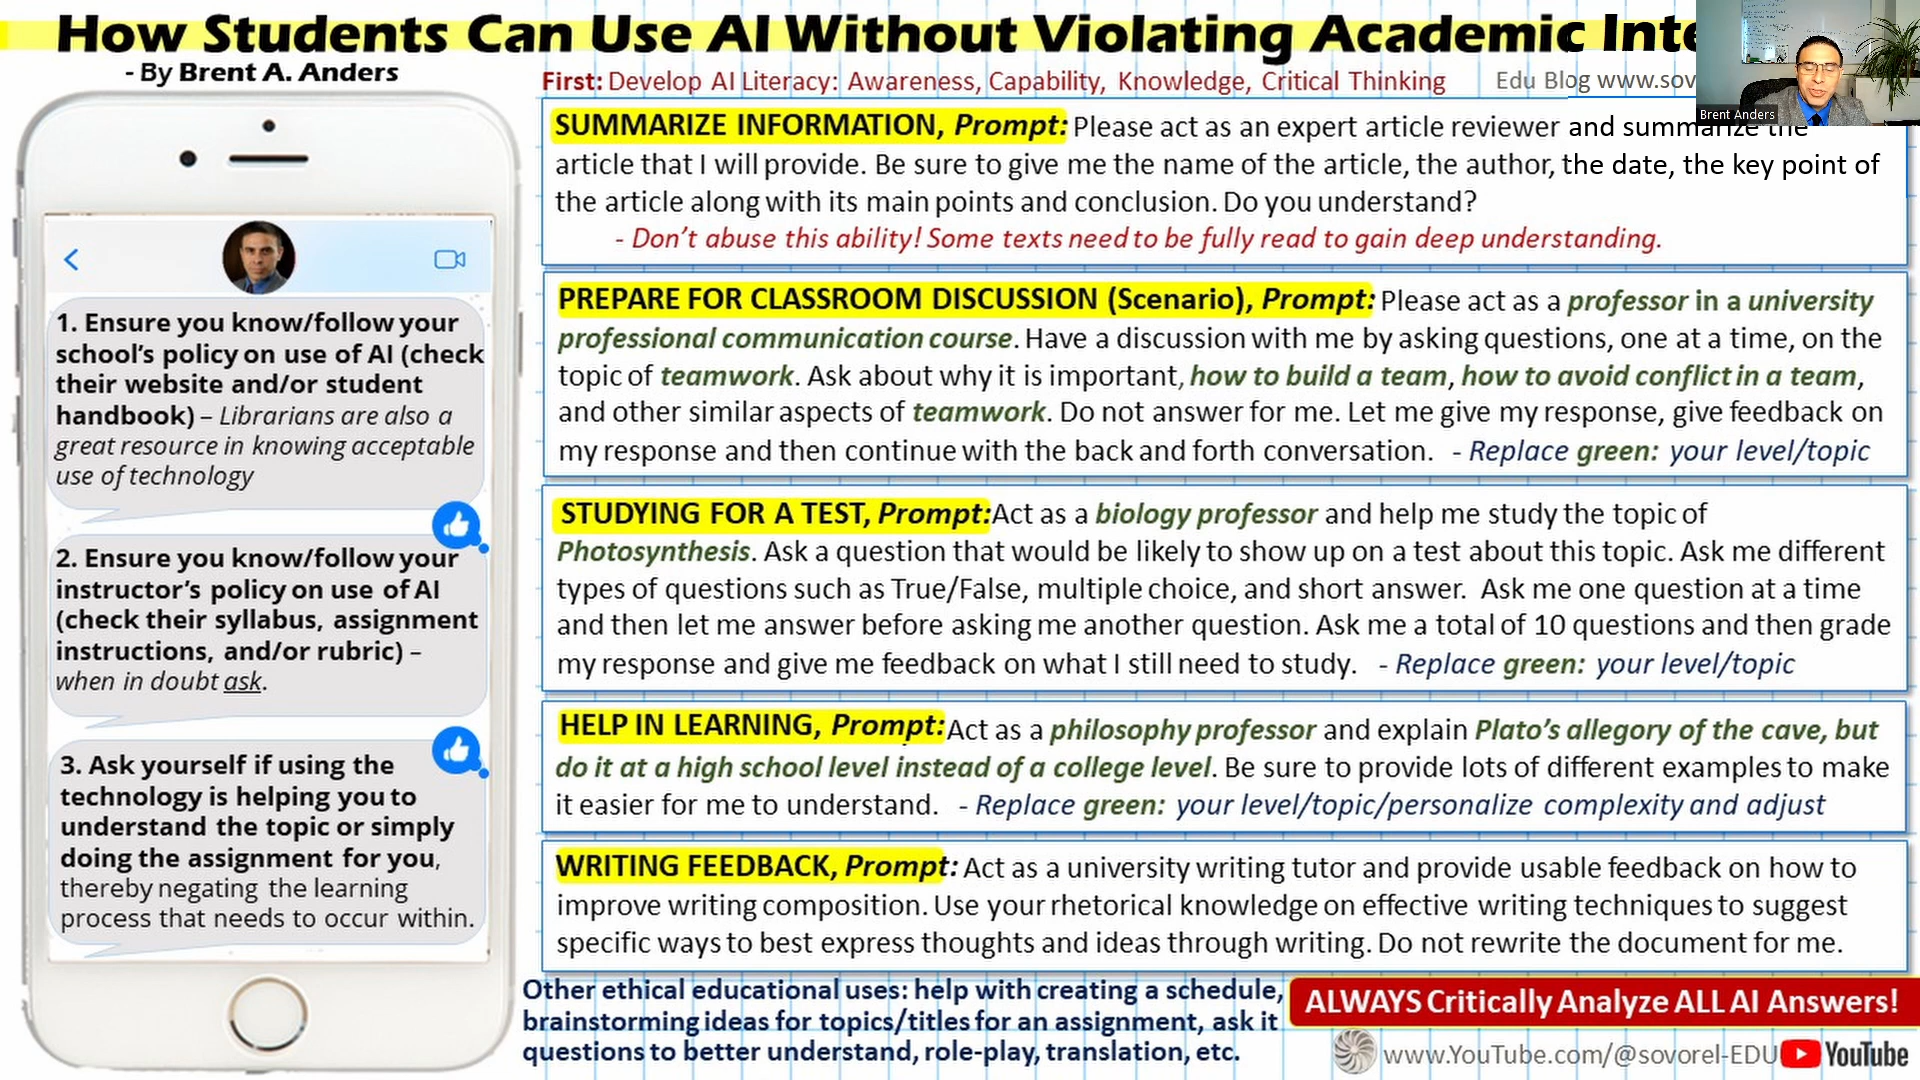 How Students Can Use AI Without Violating Academic Inte
- By Brent A. Anders
First: Develop AI Literacy: Awareness, Capability, Knowledge, Critical Thinking
Edu Blog www.sov
Brent Anders
1. Ensure you know/follow your
school's policy on use of AI (check
their website and/or student
handbook) – Librarians are also a
great resource in knowing acceptable
use of technology
2. Ensure you know/follow your
instructor's policy on use of AI
(check their syllabus, assignment
instructions, and/or rubric) –
when in doubt ask.
3. Ask yourself if using the
technology is helping you to
understand the topic or simply
doing the assignment for you,
thereby negating the learning
process that needs to occur within.
SUMMARIZE INFORMATION, Prompt: Please act as an expert article reviewer and summarize the
article that I will provide. Be sure to give me the name of the article, the author, the date, the key point of
the article along with its main points and conclusion. Do you understand?
- Don't abuse this ability! Some texts need to be fully read to gain deep understanding.
PREPARE FOR CLASSROOM DISCUSSION (Scenario), Prompt: Please act as a professor in a university
professional communication course. Have a discussion with me by asking questions, one at a time, on the
topic of teamwork. Ask about why it is important, how to build a team, how to avoid conflict in a team,
and other similar aspects of teamwork. Do not answer for me. Let me give my response, give feedback on
my response and then continue with the back and forth conversation. - Replace green: your level/topic
STUDYING FOR A TEST, Prompt: Act as a biology professor and help me study the topic of
Photosynthesis. Ask a question that would be likely to show up on a test about this topic. Ask me different
types of questions such as True/False, multiple choice, and short answer. Ask me one question at a time
and then let me answer before asking me another question. Ask me a total of 10 questions and then grade
my response and give me feedback on what I still need to study. - Replace green: your level/topic
HELP IN LEARNING, Prompt: Act as a philosophy professor and explain Plato's allegory of the cave, but
do it at a high school level instead of a college level. Be sure to provide lots of different examples to make
it easier for me to understand. - Replace green: your level/topic/personalize complexity and adjust
WRITING FEEDBACK, Prompt: Act as a university writing tutor and provide usable feedback on how to
improve writing composition. Use your rhetorical knowledge on effective writing techniques to suggest
specific ways to best express thoughts and ideas through writing. Do not rewrite the document for me.
Other ethical educational uses: help with creating a schedule,
brainstorming ideas for topics/titles for an assignment, ask it
questions to better understand, role-play, translation, etc.
ALWAYS Critically Analyze ALL AI Answers!
www.YouTube.com/@sovorel-EDU YouTube